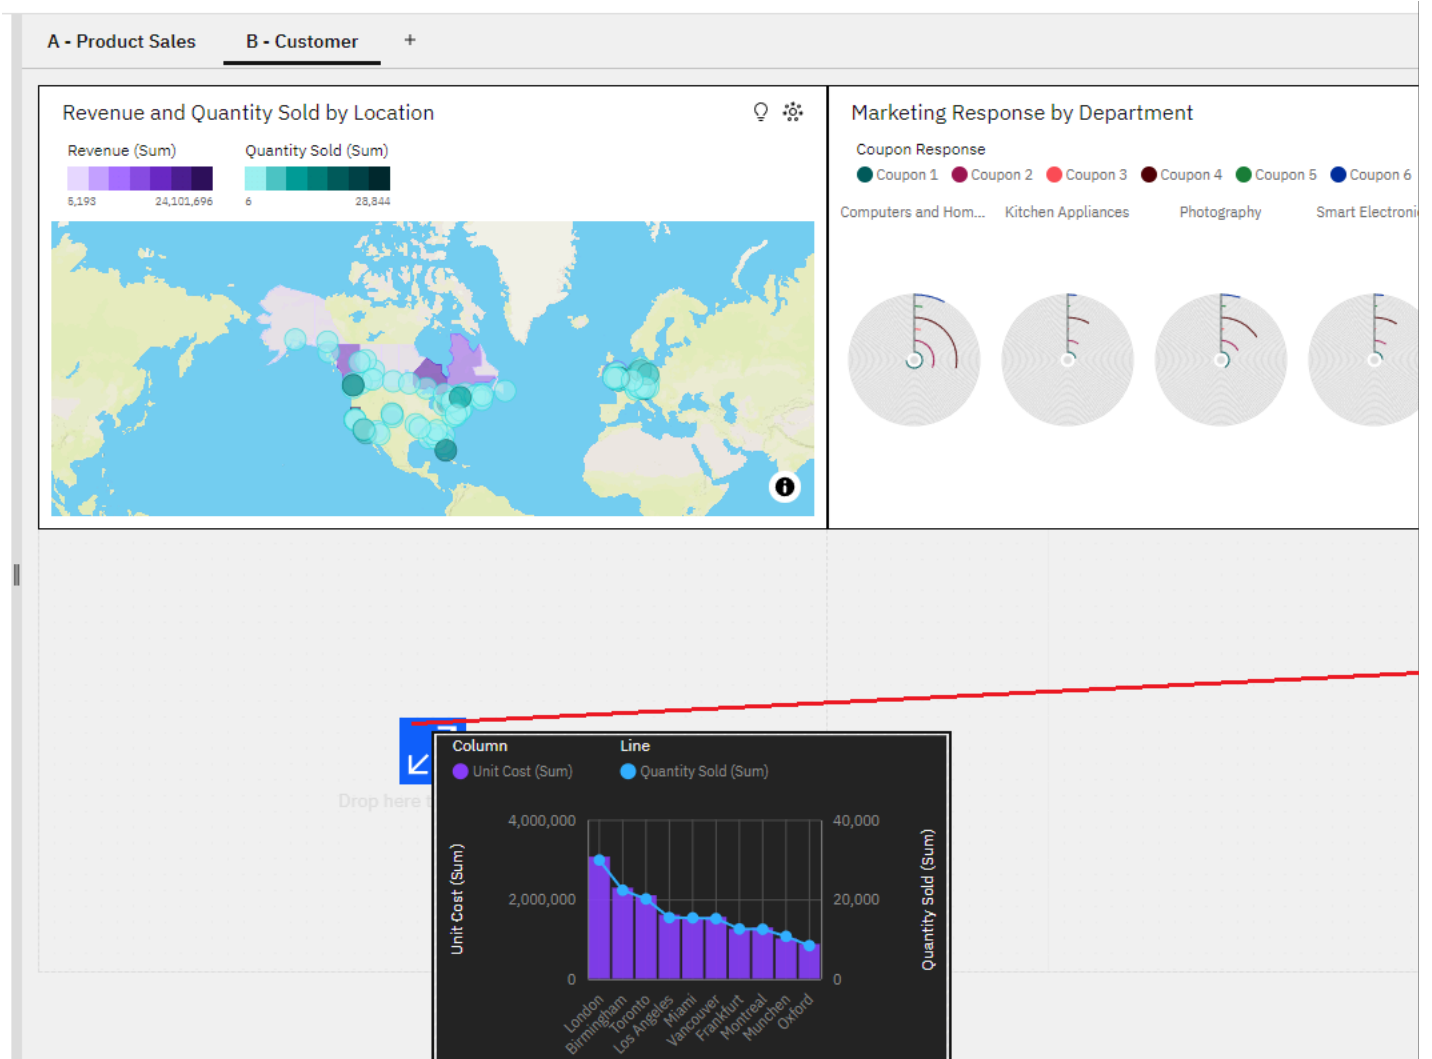 A - Product Sales
B - Customer
+
Revenue and Quantity Sold by Location
Revenue (Sum)
Quantity Sold (Sum)
5,193
24,101,696
6
28,844
Marketing Response by Department
Coupon Response
Coupon 1
Coupon 2
Coupon 3
Coupon 4
Coupon 5
Coupon 6
Computers and Hom...
Kitchen Appliances
Photography
Smart Electroni
Drop here t
Column
Line
Unit Cost (Sum)
Quantity Sold (Sum)
Unit Cost (Sum)
4,000,000
2,000,000
0
40,000
20,000
0
Quantity Sold (Sum)
London
Birmingham
Toronto
Los Angeles
Miami
Vancouver
Frankfurt
Montreal
Munchen
Oxford